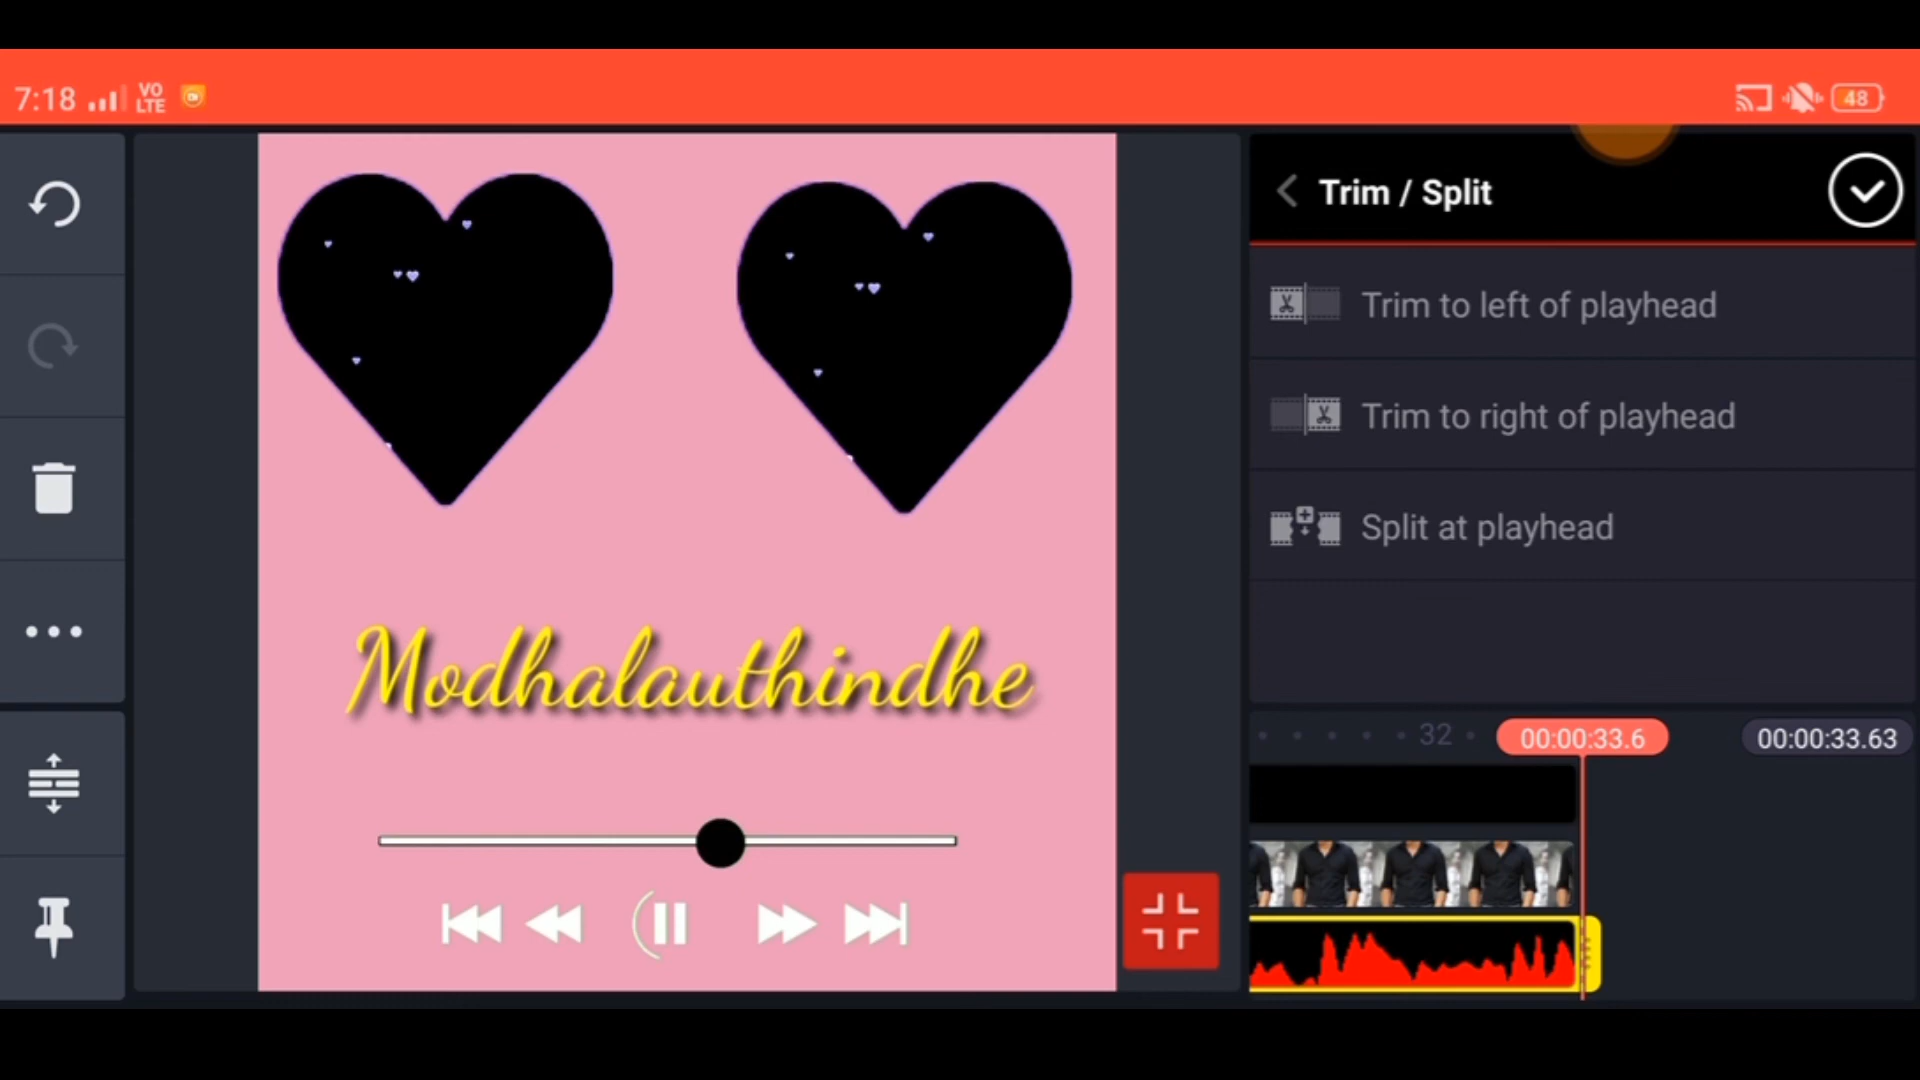 7:18 VO LTE 48
Trim / Split
Trim to left of playhead
Trim to right of playhead
Split at playhead
Modhalauthindhe
32 00:00:33.6 00:00:33.63